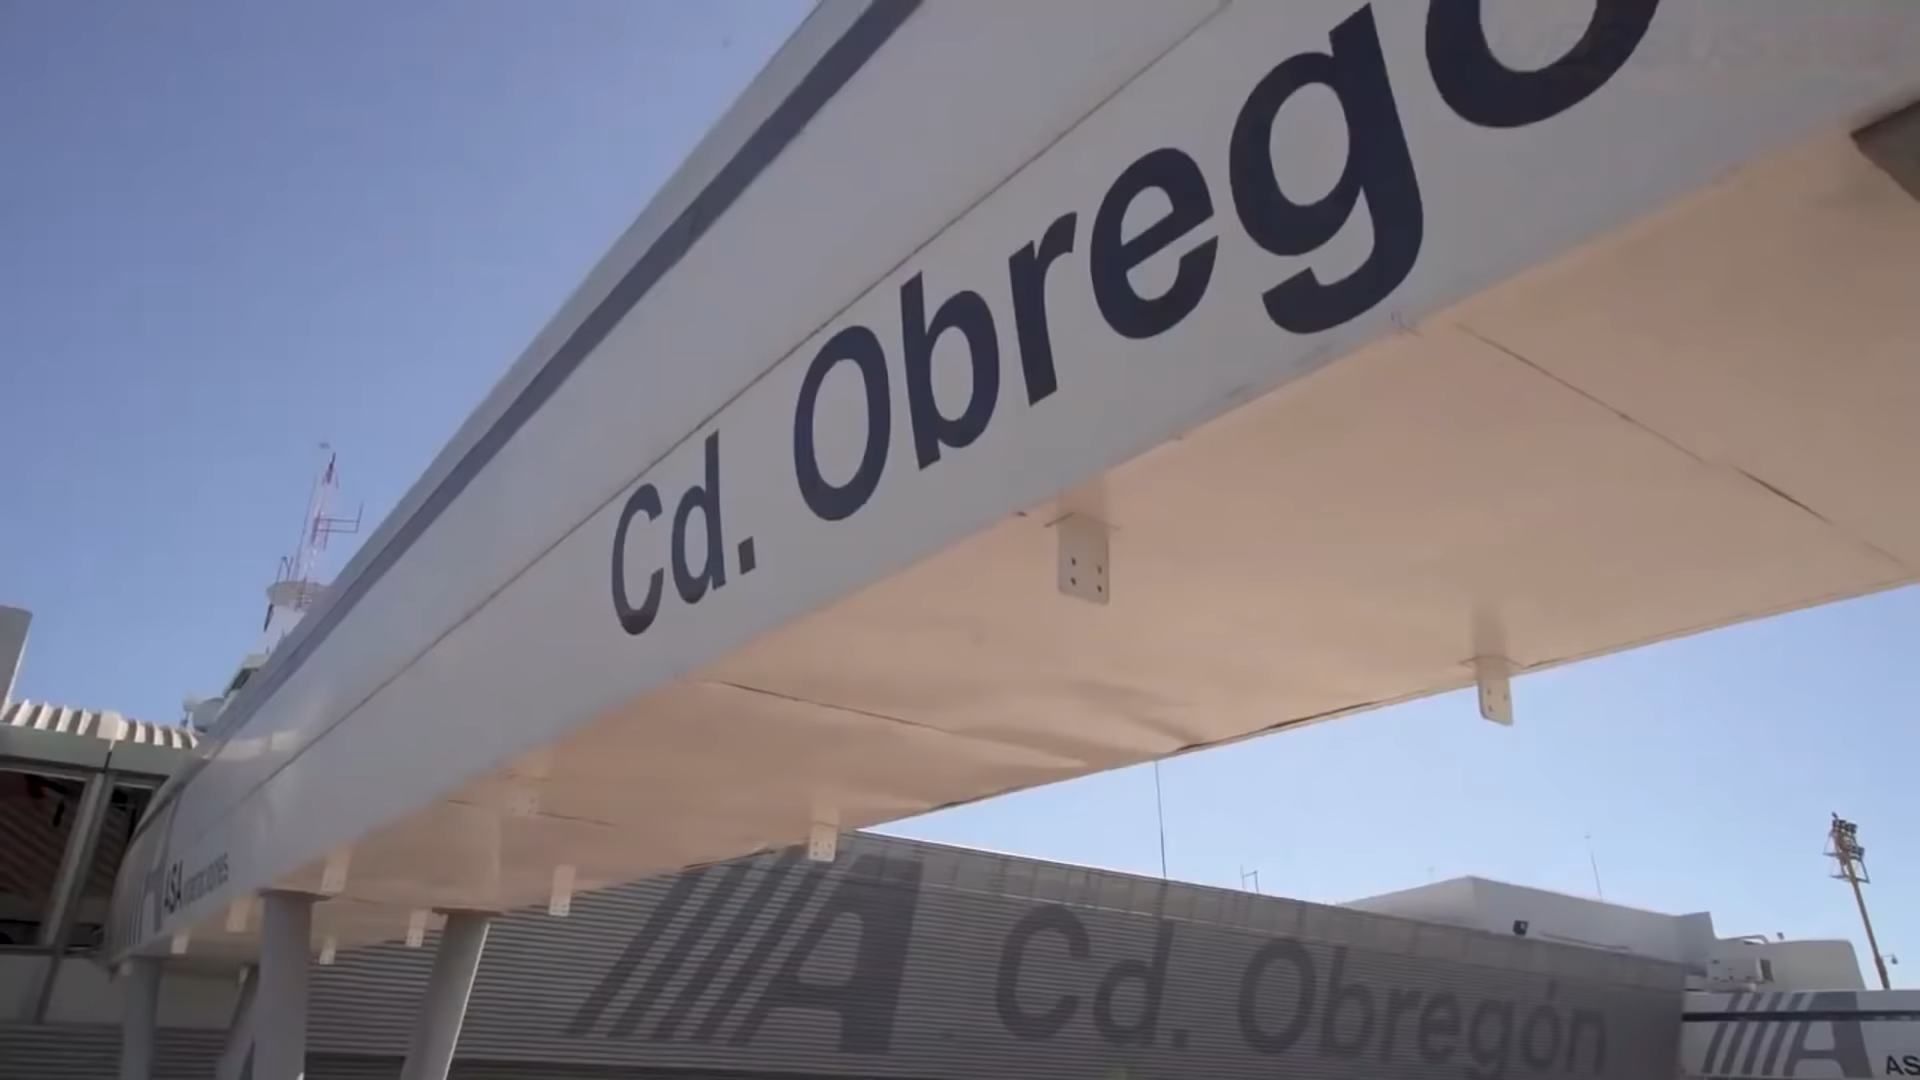 Cd. Obregó
ASA
A Cd. Obregón
A
AS